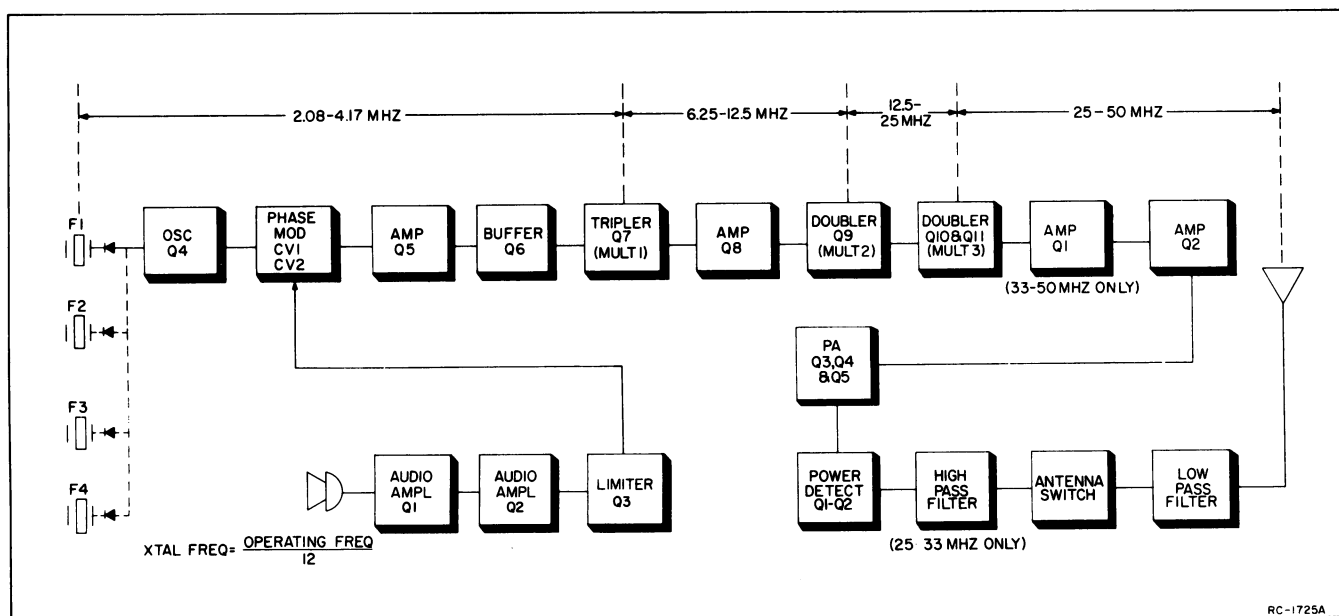 2.08-4.17 MHZ
6.25-12.5 MHZ
12.5-
25 MHZ
25-50 MHZ
F1
OSC
Q4
PHASE
MOD
CV1
CV2
AMP
Q5
BUFFER
Q6
TRIPLER
Q7
(MULT 1)
AMP
Q8
DOUBLER
Q9
(MULT 2)
DOUBLER
Q10 & Q11
(MULT 3)
AMP
Q1
(33-50 MHZ ONLY)
AMP
Q2
F2
PA
Q3,Q4
& Q5
F3
F4
AUDIO
AMPL
Q1
AUDIO
AMPL
Q2
LIMITER
Q3
POWER
DETECT
Q1-Q2
HIGH
PASS
FILTER
(25 33 MHZ ONLY)
ANTENNA
SWITCH
LOW
PASS
FILTER
XTAL FREQ= OPERATING FREQ
12
RC-1725A